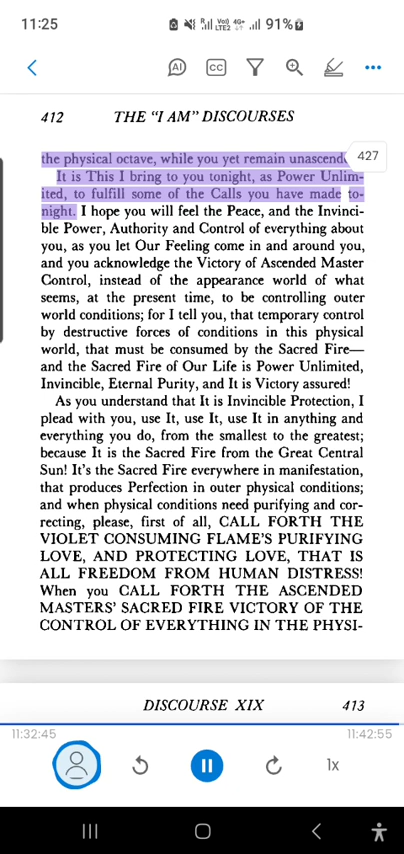 11:25
91%
AI
CC
412 THE “I AM” DISCOURSES
the physical octave, while you yet remain unascend
427
It is This I bring to you tonight, as Power Unlim-
ited, to fulfill some of the Calls you have made to-
night. I hope you will feel the Peace, and the Invinci-
ble Power, Authority and Control of everything about
you, as you let Our Feeling come in and around you,
and you acknowledge the Victory of Ascended Master
Control, instead of the appearance world of what
seems, at the present time, to be controlling outer
world conditions; for I tell you, that temporary control
by destructive forces of conditions in this physical
world, that must be consumed by the Sacred Fire—
and the Sacred Fire of Our Life is Power Unlimited,
Invincible, Eternal Purity, and It is Victory assured!
As you understand that It is Invincible Protection, I
plead with you, use It, use It, use It in anything and
everything you do, from the smallest to the greatest;
because It is the Sacred Fire from the Great Central
Sun! It’s the Sacred Fire everywhere in manifestation,
that produces Perfection in outer physical conditions;
and when physical conditions need purifying and cor-
recting, please, first of all, CALL FORTH THE
VIOLET CONSUMING FLAME’S PURIFYING
LOVE, AND PROTECTING LOVE, THAT IS
ALL FREEDOM FROM HUMAN DISTRESS!
When you CALL FORTH THE ASCENDED
MASTERS’ SACRED FIRE VICTORY OF THE
CONTROL OF EVERYTHING IN THE PHYSI-
DISCOURSE XIX 413
11:32:45 11:42:55
1x